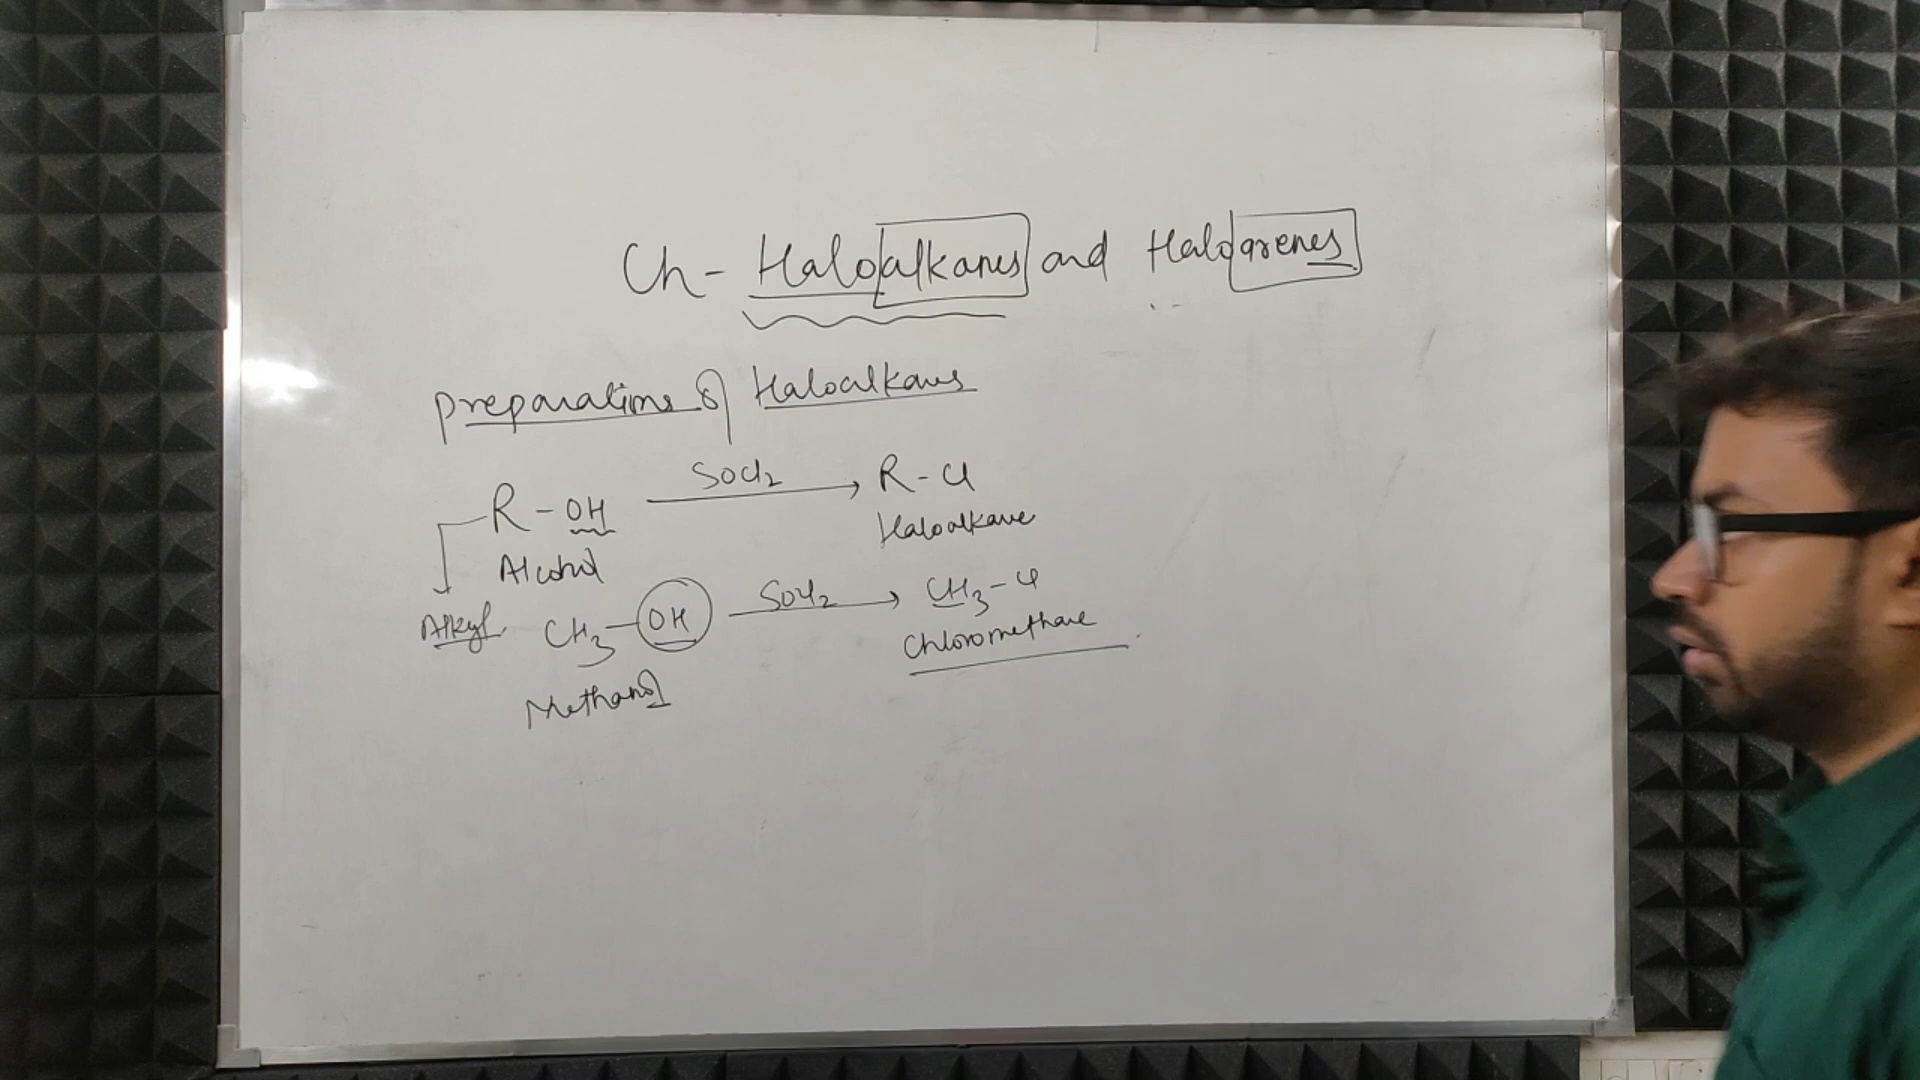 Ch- Haloalkanes and Haloarenes
preparations of Haloalkanes
R-OH SOCl2 → R-Cl
Alcohol Haloalkane
Alkyl CH3-OH SOCl2 → CH3-Cl
Methanol Chloromethane